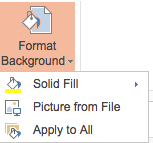 Format
Background
Solid Fill
Picture from File
Apply to All